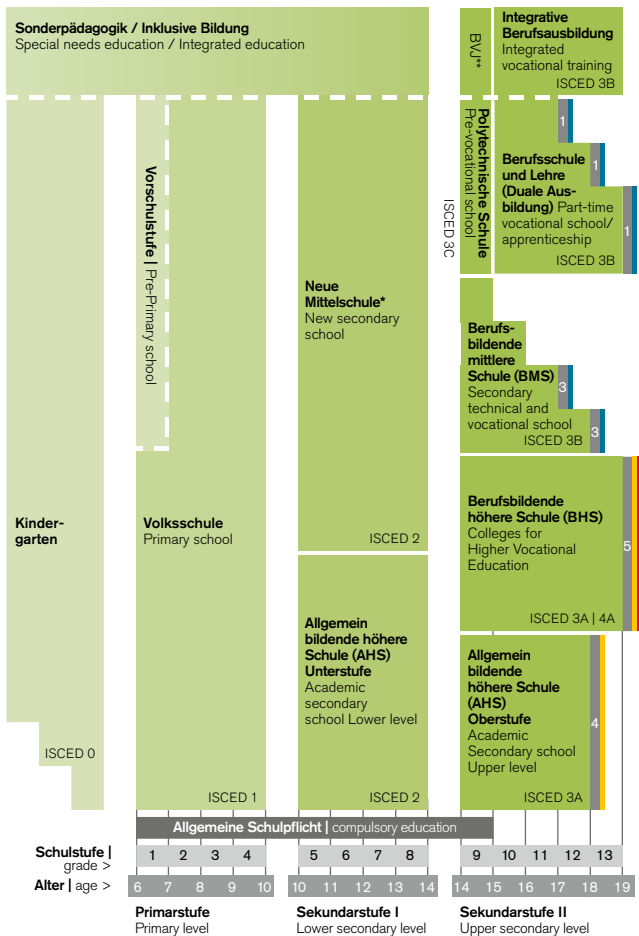 Sonderpädagogik / Inklusive Bildung
Special needs education / Integrated education
BVJ**
Integrative
Berufsausbildung
Integrated
vocational training
ISCED 3B
Vorschulstufe | Pre-Primary school
Polytechnische Schule
Pre-vocational school
ISCED 3C
1
1
1
Berufsschule
und Lehre
(Duale Aus-
bildung) Part-time
vocational school/
apprenticeship
ISCED 3B
Neue
Mittelschule*
New secondary
school
ISCED 2
Berufs-
bildende
mittlere
Schule (BMS)
Secondary
technical and
vocational school
ISCED 3B
3
3
Kinder-
garten
ISCED 0
Volksschule
Primary school
ISCED 1
Berufsbildende
höhere Schule (BHS)
Colleges for
Higher Vocational
Education
ISCED 3A | 4A
5
Allgemein
bildende höhere
Schule (AHS)
Unterstufe
Academic
secondary
school Lower level
ISCED 2
Allgemein
bildende
höhere Schule
(AHS)
Oberstufe
Academic
Secondary school
Upper level
ISCED 3A
4
Allgemeine Schulpflicht | compulsory education
Schulstufe |
grade >
1 2 3 4 5 6 7 8 9 10 11 12 13
Alter | age > 6 7 8 9 10 10 11 12 13 14 14 15 16 17 18 19
Primarstufe
Primary level
Sekundarstufe I
Lower secondary level
Sekundarstufe II
Upper secondary level